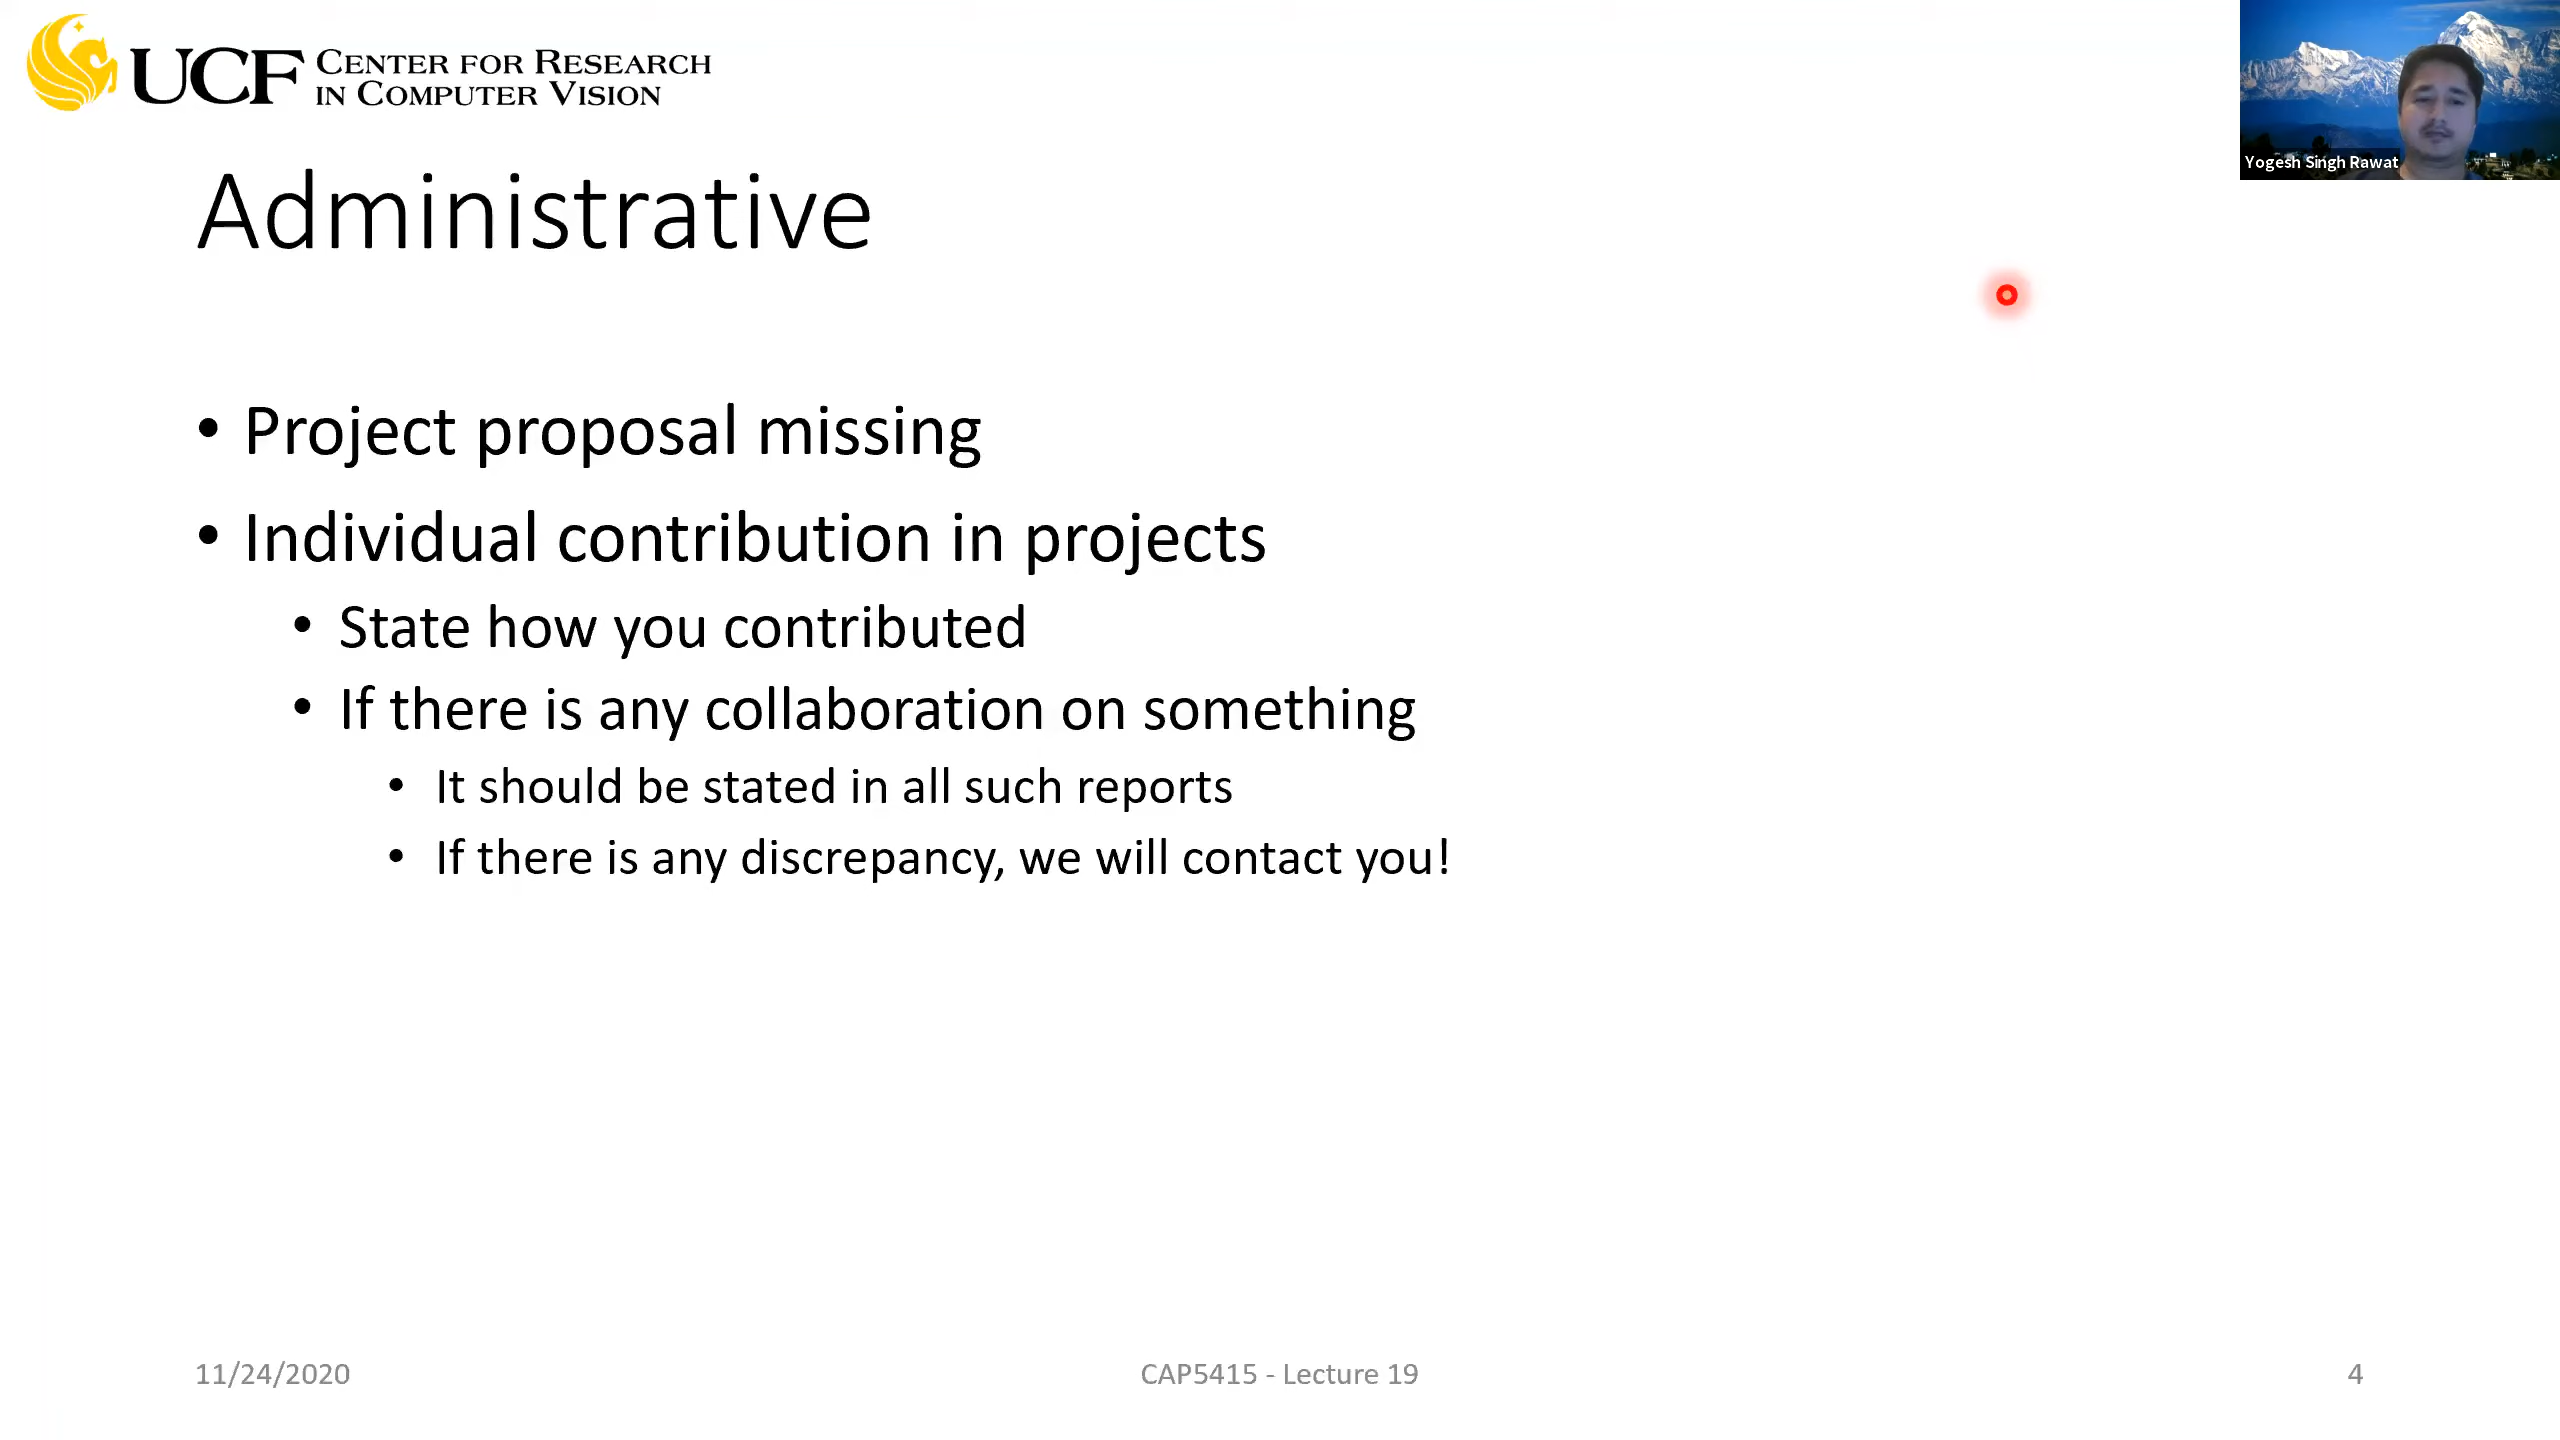 UCF CENTER FOR RESEARCH
IN COMPUTER VISION
Yogesh Singh Rawat
Administrative
• Project proposal missing
• Individual contribution in projects
• State how you contributed
• If there is any collaboration on something
• It should be stated in all such reports
• If there is any discrepancy, we will contact you!
11/24/2020
CAP5415 - Lecture 19
4